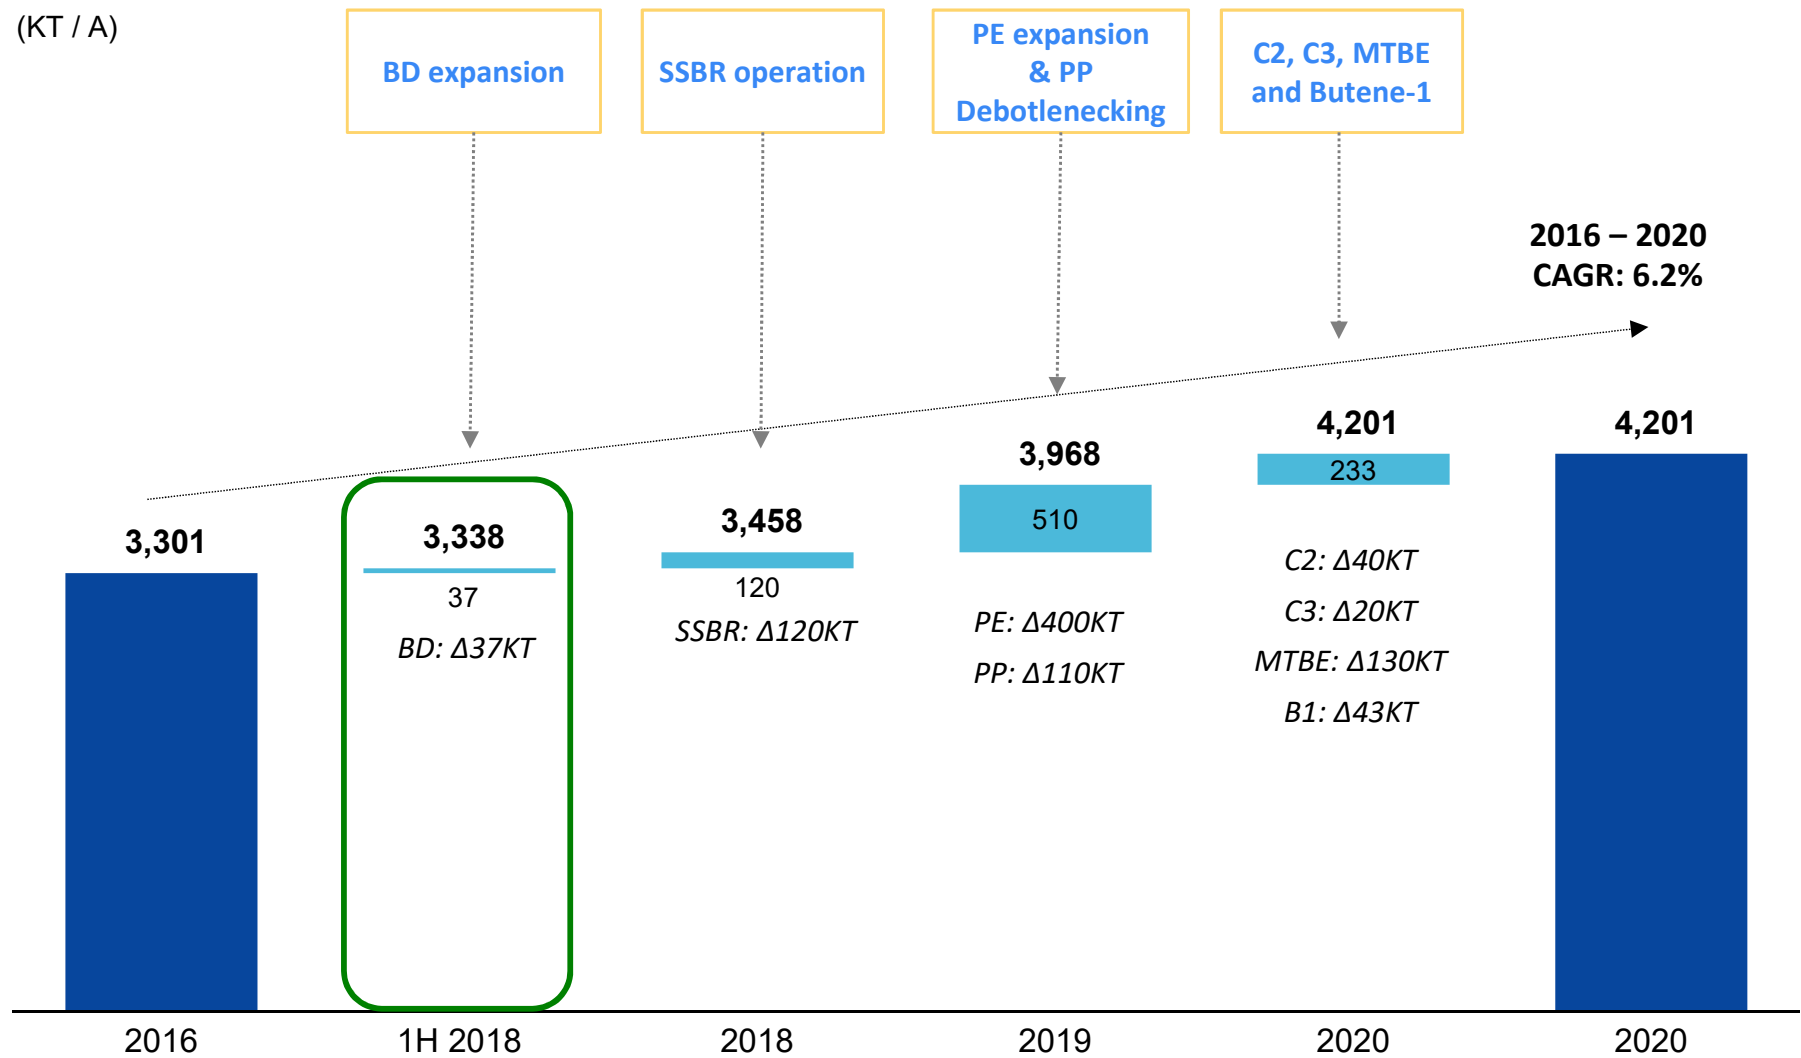 (KT / A)
BD expansion
SSBR operation
PE expansion
& PP
Debotlenecking
C2, C3, MTBE
and Butene-1
2016 – 2020
CAGR: 6.2%
3,301
3,338
37
BD: Δ37KT
3,458
120
SSBR: Δ120KT
3,968
510
PE: Δ400KT
PP: Δ110KT
4,201
233
C2: Δ40KT
C3: Δ20KT
MTBE: Δ130KT
B1: Δ43KT
4,201
2016
1H 2018
2018
2019
2020
2020